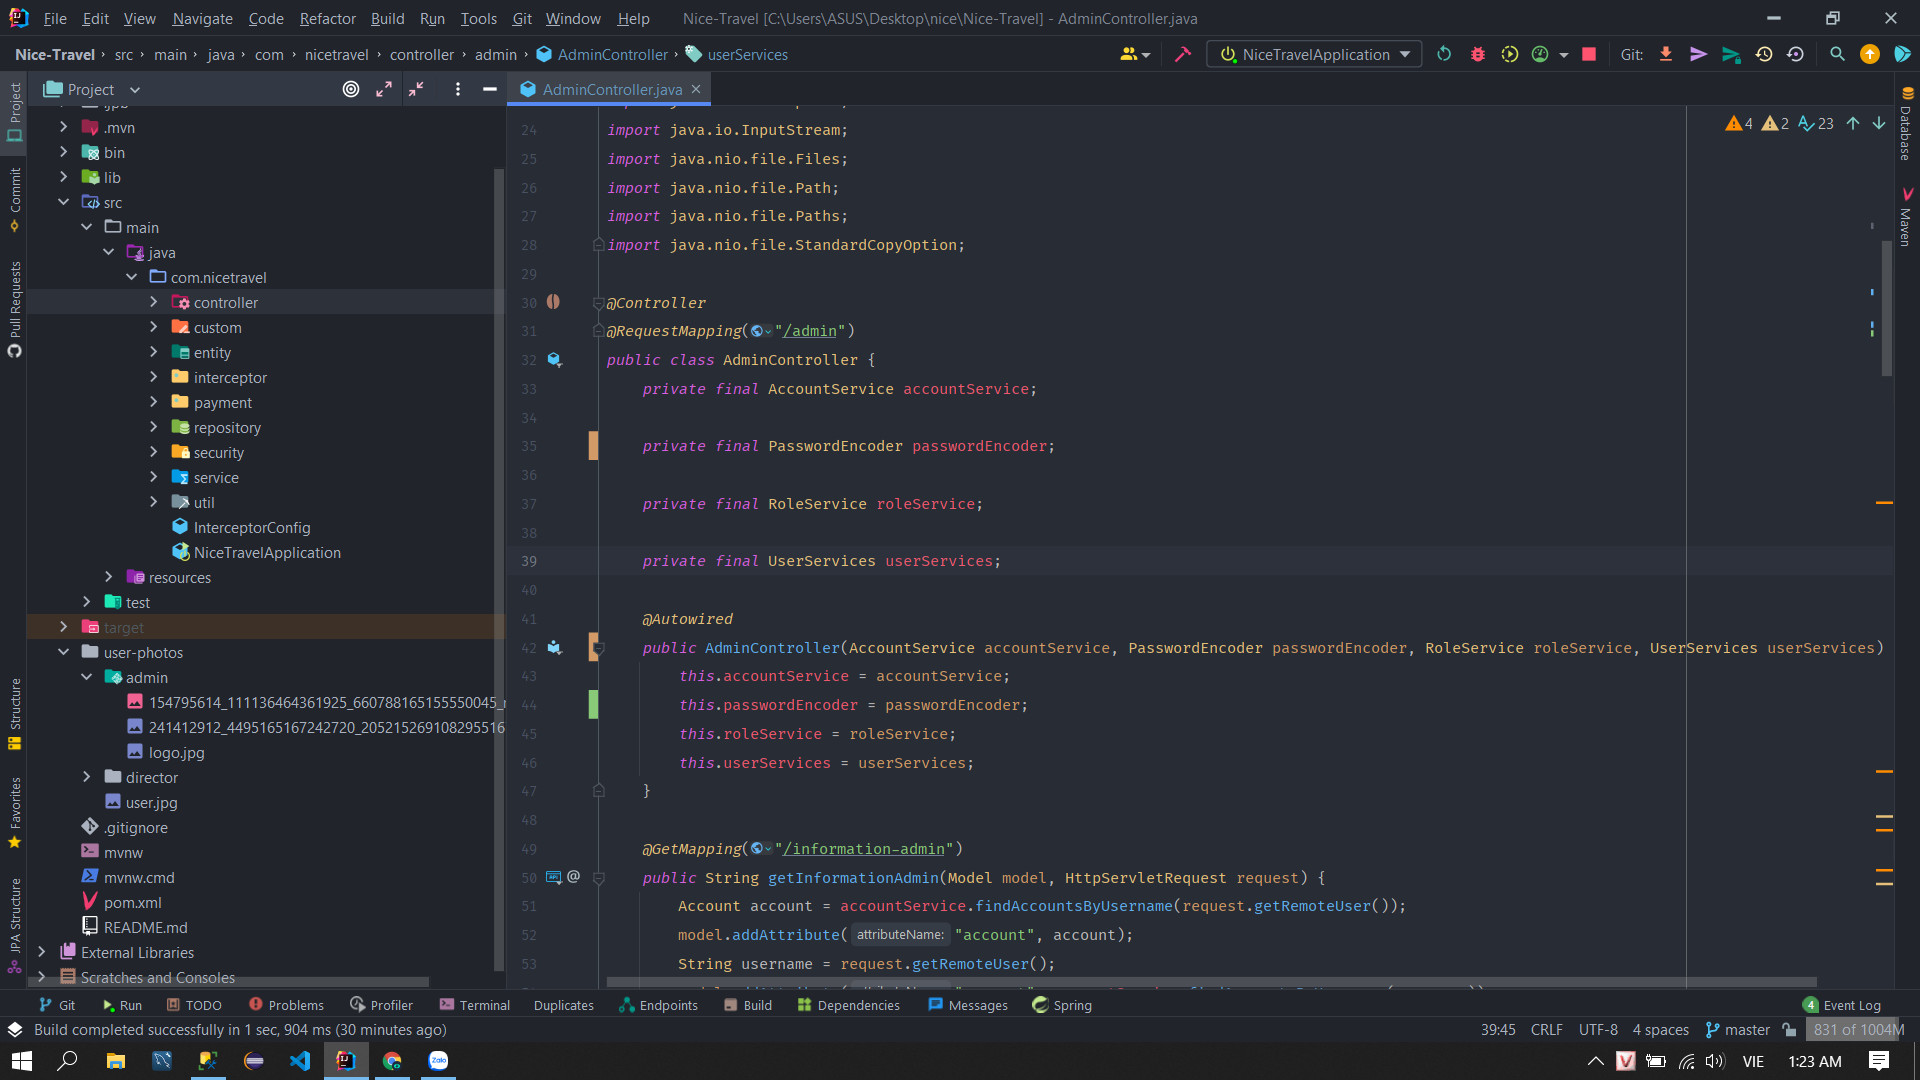 File Edit View Navigate Code Refactor Build Run Tools Git Window Help Nice-Travel [C:\Users\ASUS\Desktop\nice\Nice-Travel] - AdminController.java
Nice-Travel › src › main › java › com › nicetravel › controller › admin › AdminController › userServices
NiceTravelApplication Git:
Project
AdminController.java
4 2 23
Project
Commit
Pull Requests
Structure
Favorites
JPA Structure
.mvn
bin
lib
src
main
java
com.nicetravel
controller
custom
entity
interceptor
payment
repository
security
service
util
InterceptorConfig
NiceTravelApplication
resources
test
target
user-photos
admin
154795614_111136464361925_660788165155550045_
241412912_4495165167242720_205215269108295516
logo.jpg
director
user.jpg
.gitignore
mvnw
mvnw.cmd
pom.xml
README.md
External Libraries
Scratches and Consoles
24 import java.io.InputStream;
25 import java.nio.file.Files;
26 import java.nio.file.Path;
27 import java.nio.file.Paths;
28 import java.nio.file.StandardCopyOption;
29
30 @Controller
31 @RequestMapping("/admin")
32 public class AdminController {
33 private final AccountService accountService;
34
35 private final PasswordEncoder passwordEncoder;
36
37 private final RoleService roleService;
38
39 private final UserServices userServices;
40
41 @Autowired
42 public AdminController(AccountService accountService, PasswordEncoder passwordEncoder, RoleService roleService, UserServices userServices)
43 this.accountService = accountService;
44 this.passwordEncoder = passwordEncoder;
45 this.roleService = roleService;
46 this.userServices = userServices;
47 }
48
49 @GetMapping("/information-admin")
50 @ public String getInformationAdmin(Model model, HttpServletRequest request) {
51 Account account = accountService.findAccountsByUsername(request.getRemoteUser());
52 model.addAttribute( attributeName: "account", account);
53 String username = request.getRemoteUser();
Database
Maven
Git Run TODO Problems Profiler Terminal Duplicates Endpoints Build Dependencies Messages Spring 4 Event Log
Build completed successfully in 1 sec, 904 ms (30 minutes ago) 39:45 CRLF UTF-8 4 spaces master 831 of 1004M
Zalo VIE 1:23 AM